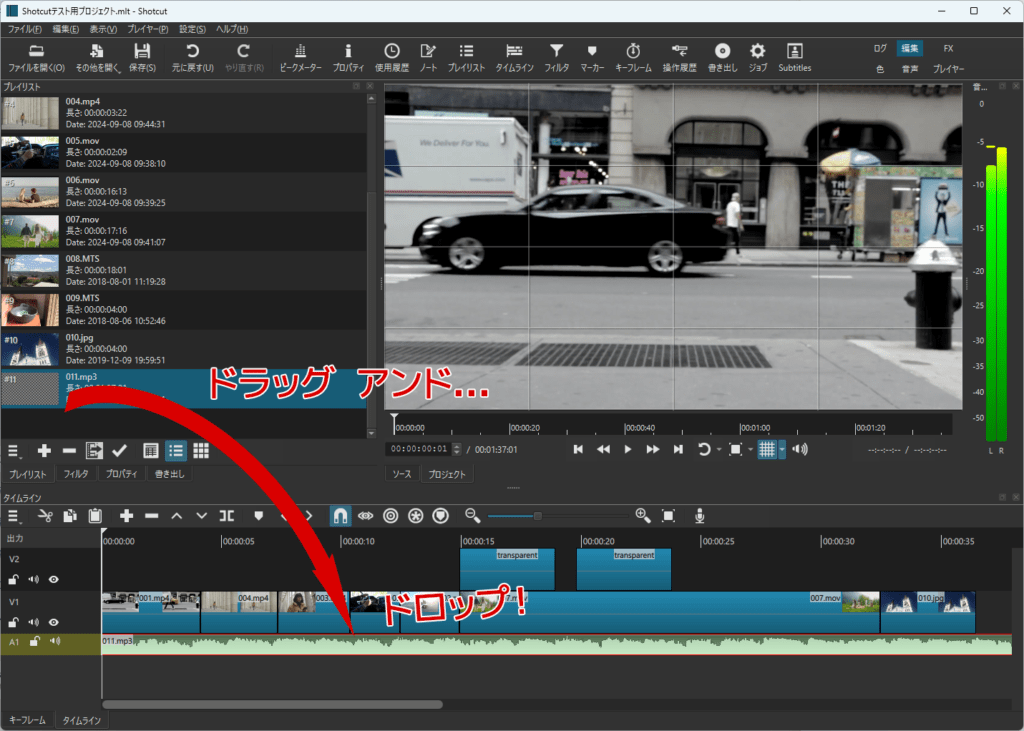 Shotcutテスト用プロジェクト.mlt - Shotcut
ファイル(F) 編集(E) 表示(V) プレイヤー(P) 設定(S) ヘルプ(H)
ファイルを開く(O) その他を開く 保存(S) 元に戻す(U) やり直す(R) ピークメーター プロパティ 使用履歴 ノート プレイリスト タイムライン フィルタ マーカー キーフレーム 操作履歴 書き出し ジョブ Subtitles
ログ 編集 FX
色 音声 プレイヤー
プレイリスト
#4
004.mp4
長さ: 00:00:03:22
Date: 2024-09-08 09:44:31
005.mov
長さ: 00:00:02:09
Date: 2024-09-08 09:38:10
#6
006.mov
長さ: 00:00:16:13
Date: 2024-09-08 09:39:25
#7
007.mov
長さ: 00:00:17:16
Date: 2024-09-08 09:41:07
#8
008.MTS
長さ: 00:00:18:01
Date: 2018-08-01 11:19:28
#9
009.MTS
長さ: 00:00:04:00
Date: 2018-08-06 10:52:46
#10
010.jpg
長さ: 00:00:04:00
Date: 2019-12-09 19:59:51
#11
011.mp3
ドラッグ アンド...
We Deliver For You
音...
0
-5
-10
-15
-20
-25
-30
-35
-40
-50
L R
00:00:00 00:00:20 00:00:40 00:01:00 00:01:20
00:00:00:01 / 00:01:37:01
--:--:--:-- / --:--:--:--
プレイリスト フィルタ プロパティ 書き出し
ソース プロジェクト
タイムライン
出力
00:00:00 00:00:05 00:00:10 00:00:15 00:00:20 00:00:25 00:00:30 00:00:35
V2
transparent transparent
V1
001.mp4 004.mp4 007.mov 010.jpg
ドロップ!
A1
011.mp3
キーフレーム タイムライン